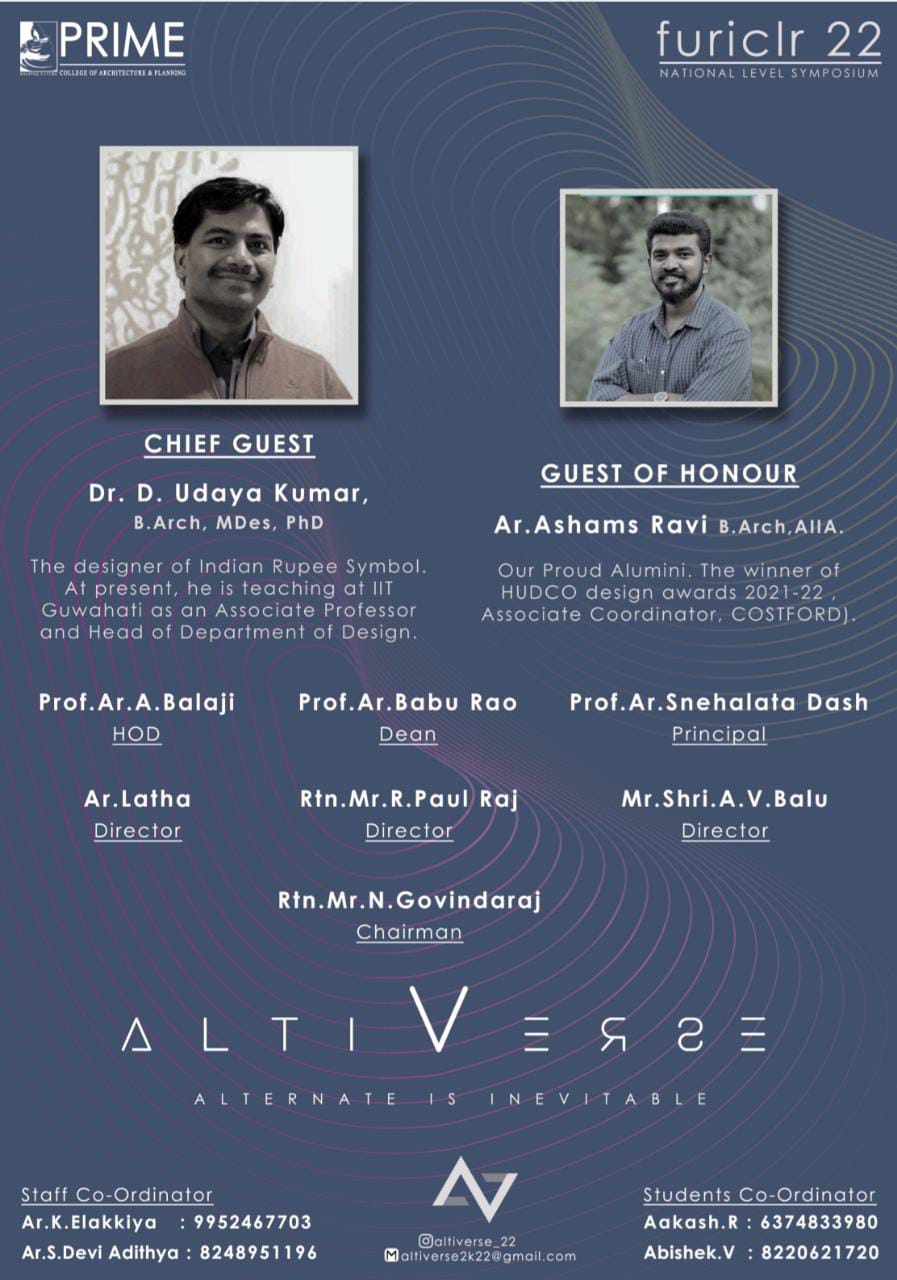 PRIME
COLLEGE OF ARCHITECTURE & PLANNING
furiclr 22
NATIONAL LEVEL SYMPOSIUM
CHIEF GUEST
Dr. D. Udaya Kumar,
B.Arch, MDes, PhD
The designer of Indian Rupee Symbol.
At present, he is teaching at IIT
Guwahati as an Associate Professor
and Head of Department of Design.
GUEST OF HONOUR
Ar.Ashams Ravi B.Arch,AIIA.
Our Proud Alumini. The winner of
HUDCO design awards 2021-22 ,
Associate Coordinator, COSTFORD).
Prof.Ar.A.Balaji
HOD
Prof.Ar.Babu Rao
Dean
Prof.Ar.Snehalata Dash
Principal
Ar.Latha
Director
Rtn.Mr.R.Paul Raj
Director
Mr.Shri.A.V.Balu
Director
Rtn.Mr.N.Govindaraj
Chairman
ALTIVERSE
ALTERNATE IS INEVITABLE
Staff Co-Ordinator
Ar.K.Elakkiya : 9952467703
Ar.S.Devi Adithya : 8248951196
altiverse_22
altiverse2k22@gmail.com
Students Co-Ordinator
Aakash.R : 6374833980
Abishek.V : 8220621720